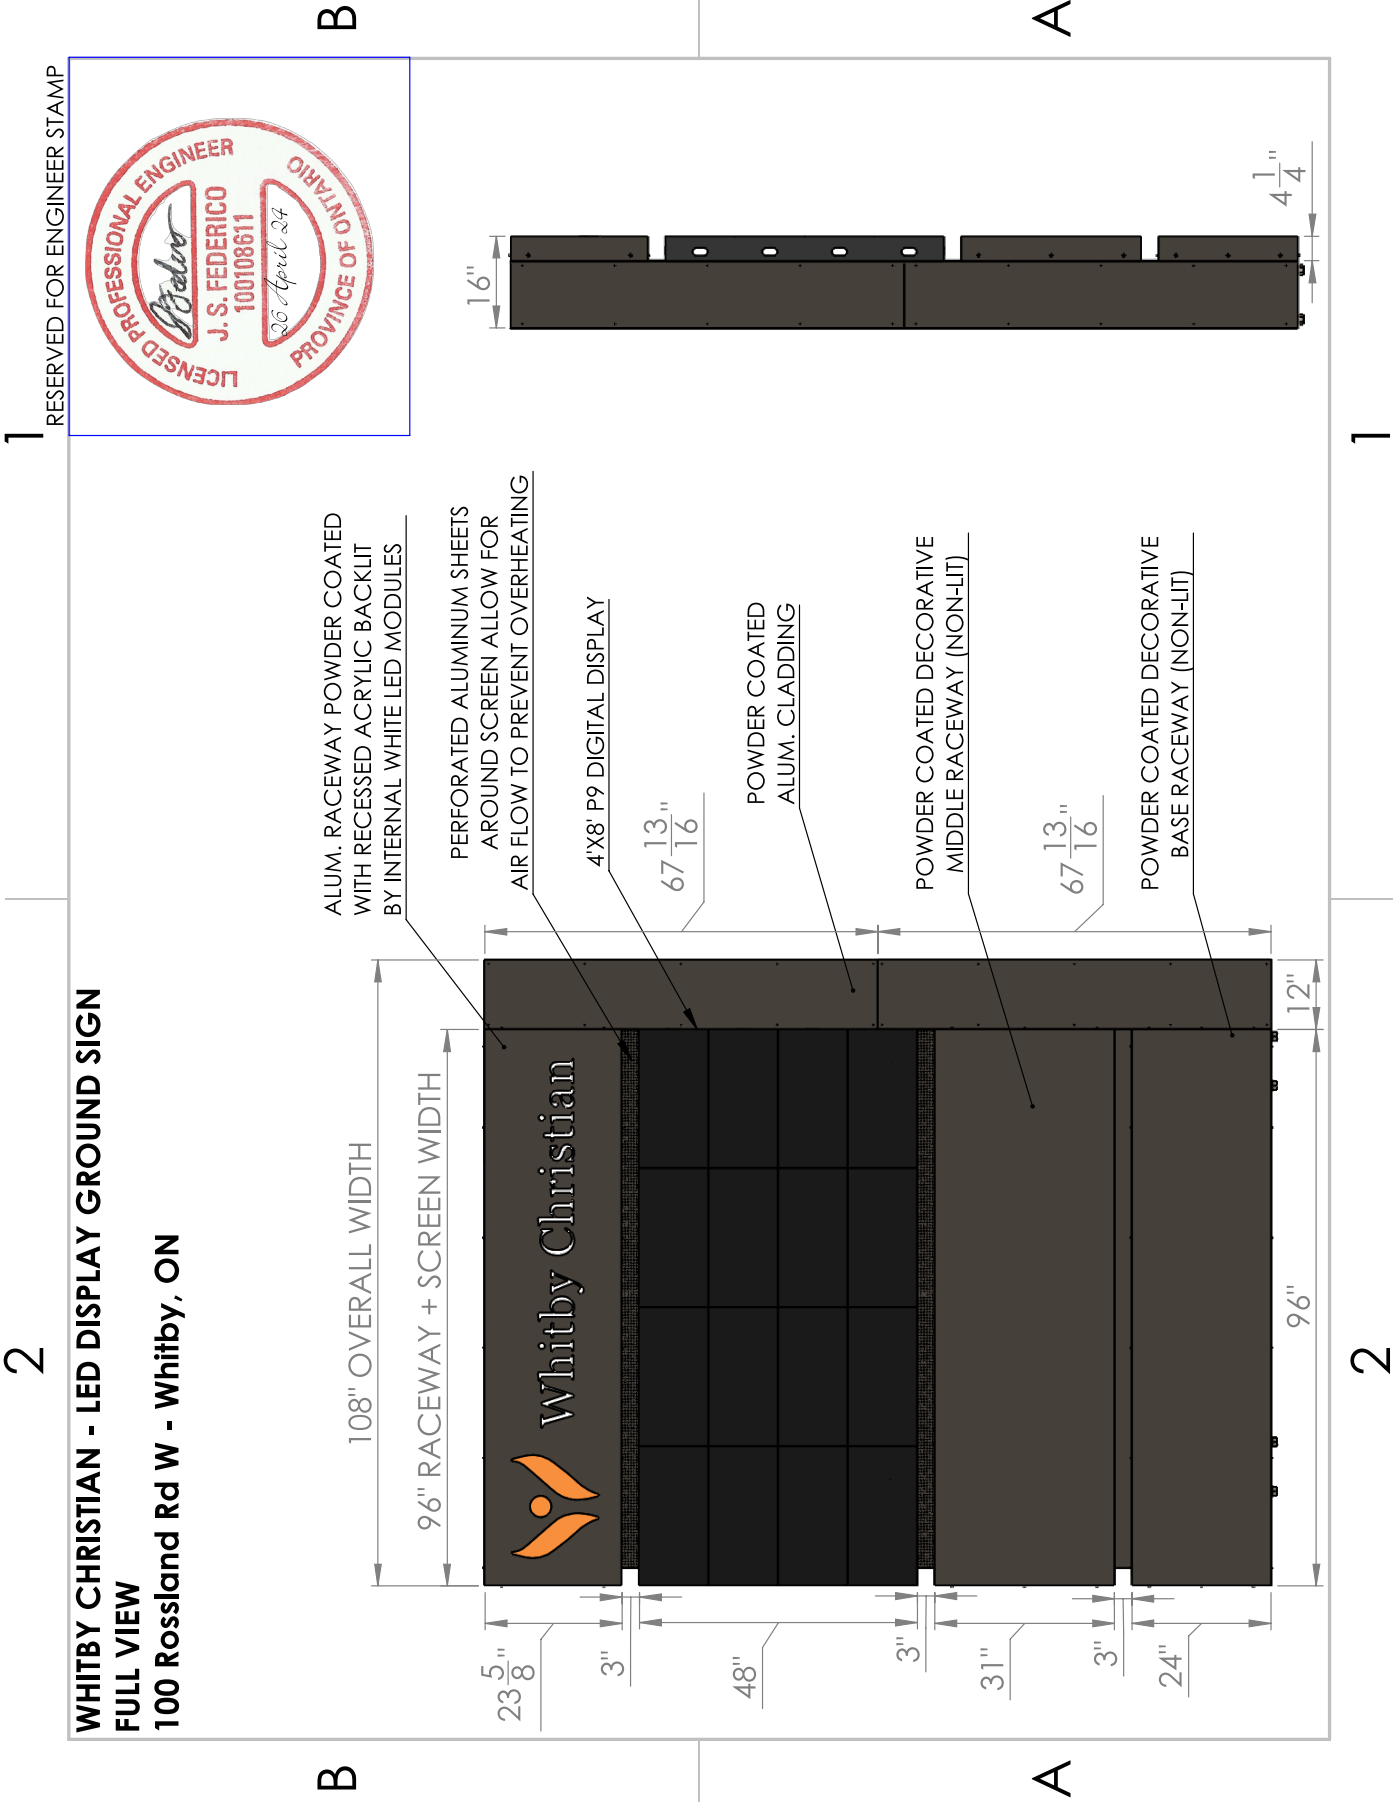 B
A
2
1
WHITBY CHRISTIAN - LED DISPLAY GROUND SIGN
FULL VIEW
100 Rossland Rd W - Whitby, ON
RESERVED FOR ENGINEER STAMP
LICENSED PROFESSIONAL ENGINEER
J. S. FEDERICO
100108611
26 April 24
PROVINCE OF ONTARIO
108" OVERALL WIDTH
96" RACEWAY + SCREEN WIDTH
ALUM. RACEWAY POWDER COATED
WITH RECESSED ACRYLIC BACKLIT
BY INTERNAL WHITE LED MODULES
PERFORATED ALUMINUM SHEETS
AROUND SCREEN ALLOW FOR
AIR FLOW TO PREVENT OVERHEATING
4'X8' P9 DIGITAL DISPLAY
POWDER COATED
ALUM. CLADDING
POWDER COATED DECORATIVE
MIDDLE RACEWAY (NON-LIT)
POWDER COATED DECORATIVE
BASE RACEWAY (NON-LIT)
Whitby Christian
23 5/8"
3"
48"
3"
31"
3"
24"
67 13/16"
67 13/16"
96"
12"
16"
4 1/4"
B
A
2
1